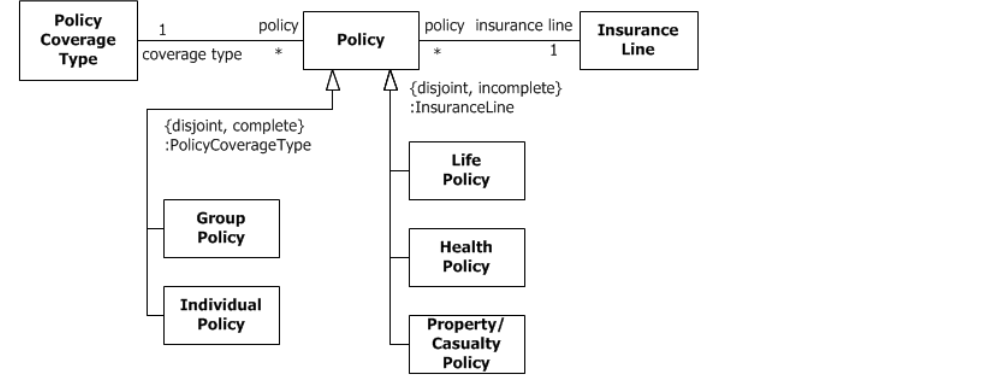 Policy
Coverage
Type
1
coverage type
policy
*
Policy
policy
*
insurance line
1
Insurance
Line
{disjoint, complete}
:PolicyCoverageType
{disjoint, incomplete}
:InsuranceLine
Group
Policy
Individual
Policy
Life
Policy
Health
Policy
Property/
Casualty
Policy